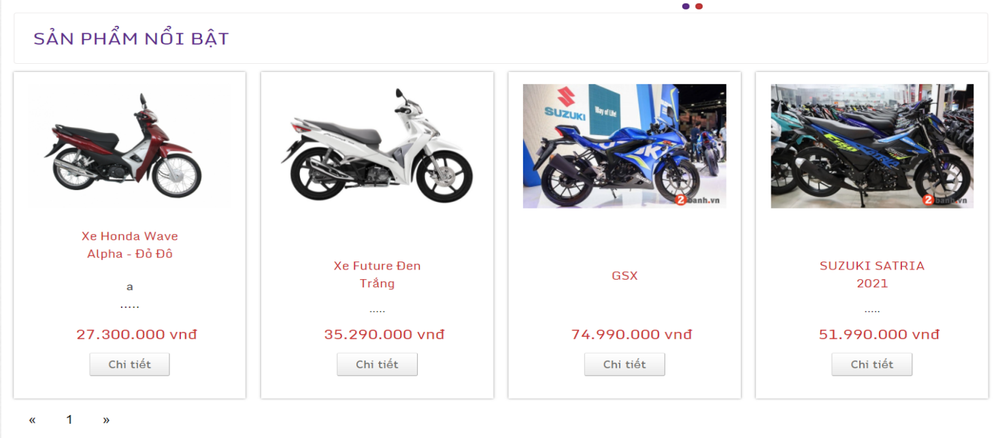 SẢN PHẨM NỔI BẬT
SUZUKI
Way of Life!
2banh.vn
F150
SATRIA
2banh.vn
Xe Honda Wave
Alpha - Đỏ Đô
a
.....
27.300.000 vnđ
Chi tiết
Xe Future Đen
Trắng
.....
35.290.000 vnđ
Chi tiết
GSX
74.990.000 vnđ
Chi tiết
SUZUKI SATRIA
2021
.....
51.990.000 vnđ
Chi tiết
« 1 »